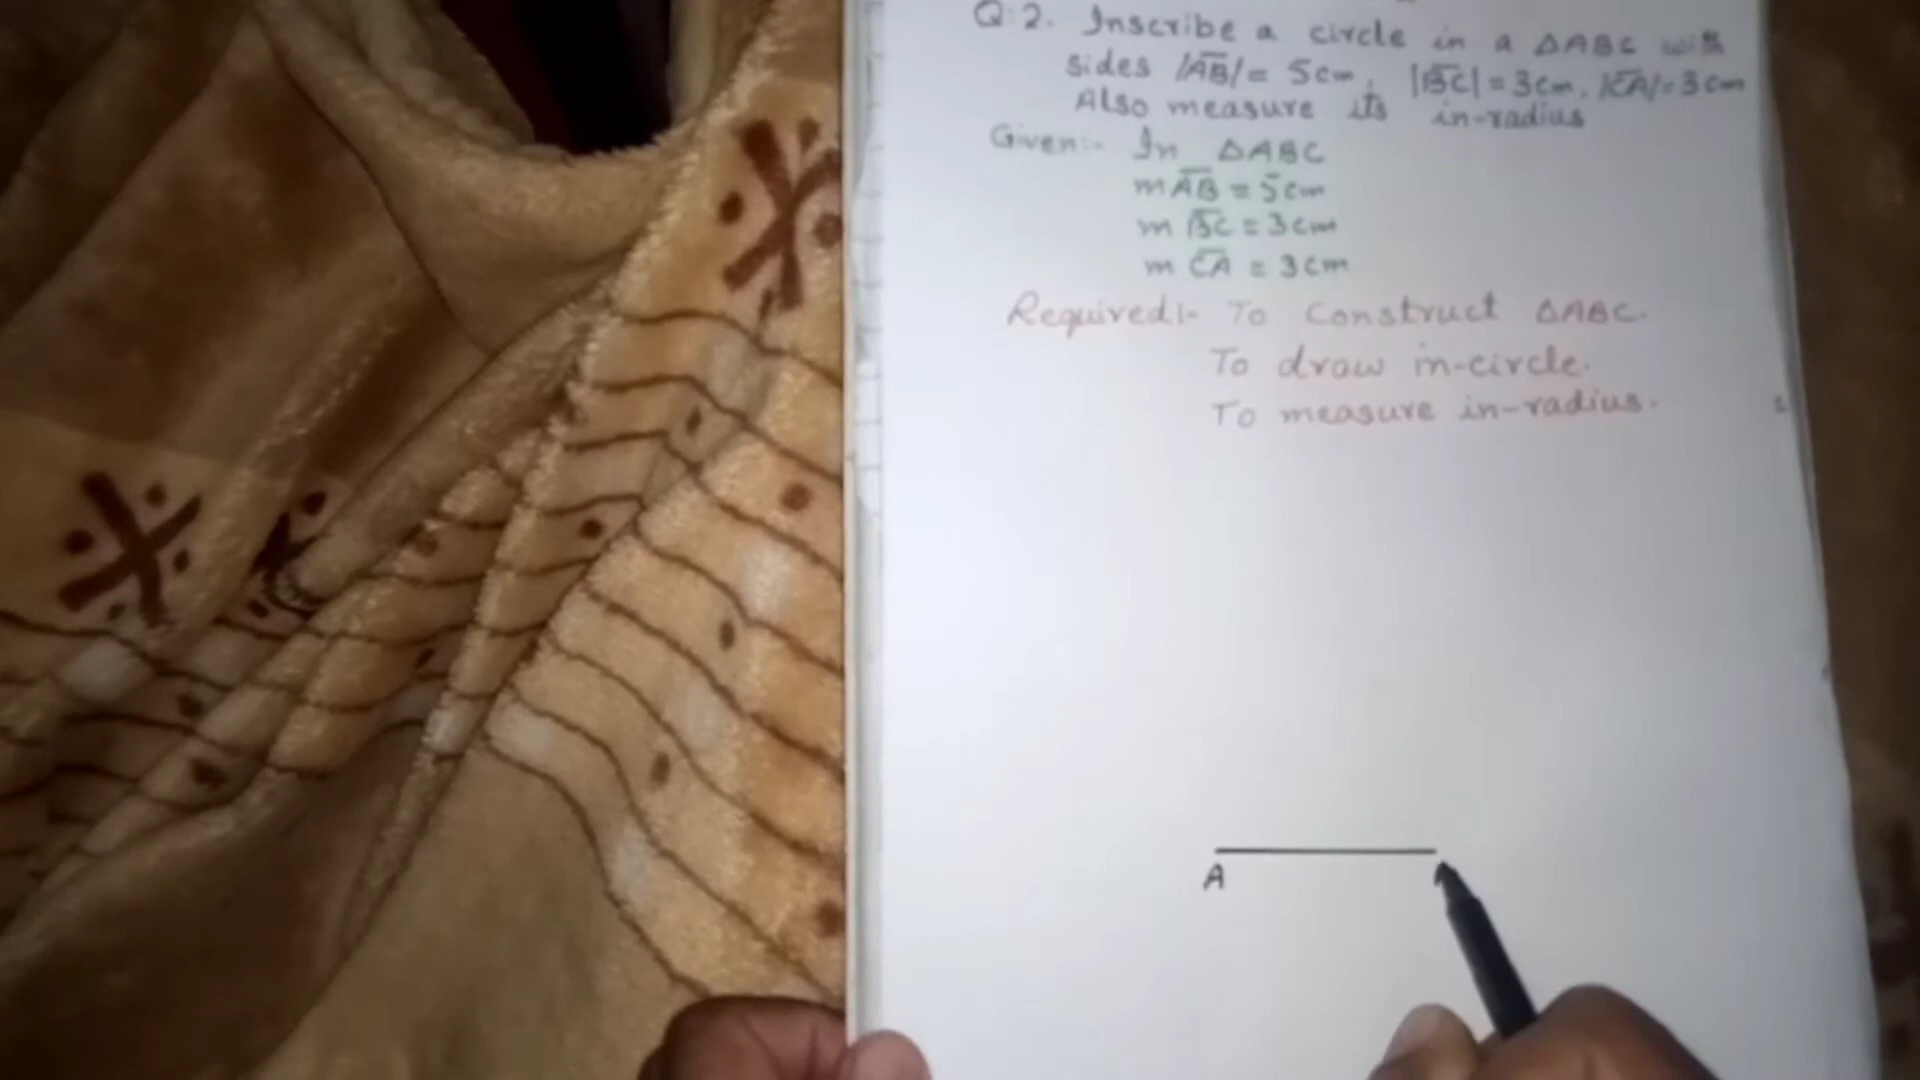 Q:2. Inscribe a circle in a ΔABC with
sides |AB| = 5cm, |BC| = 3cm, |CA| = 3cm
Also measure its in-radius
Given:- In ΔABC
mAB = 5cm
mBC = 3cm
mCA = 3cm
Required:- To Construct ΔABC.
To draw in-circle.
To measure in-radius.
A